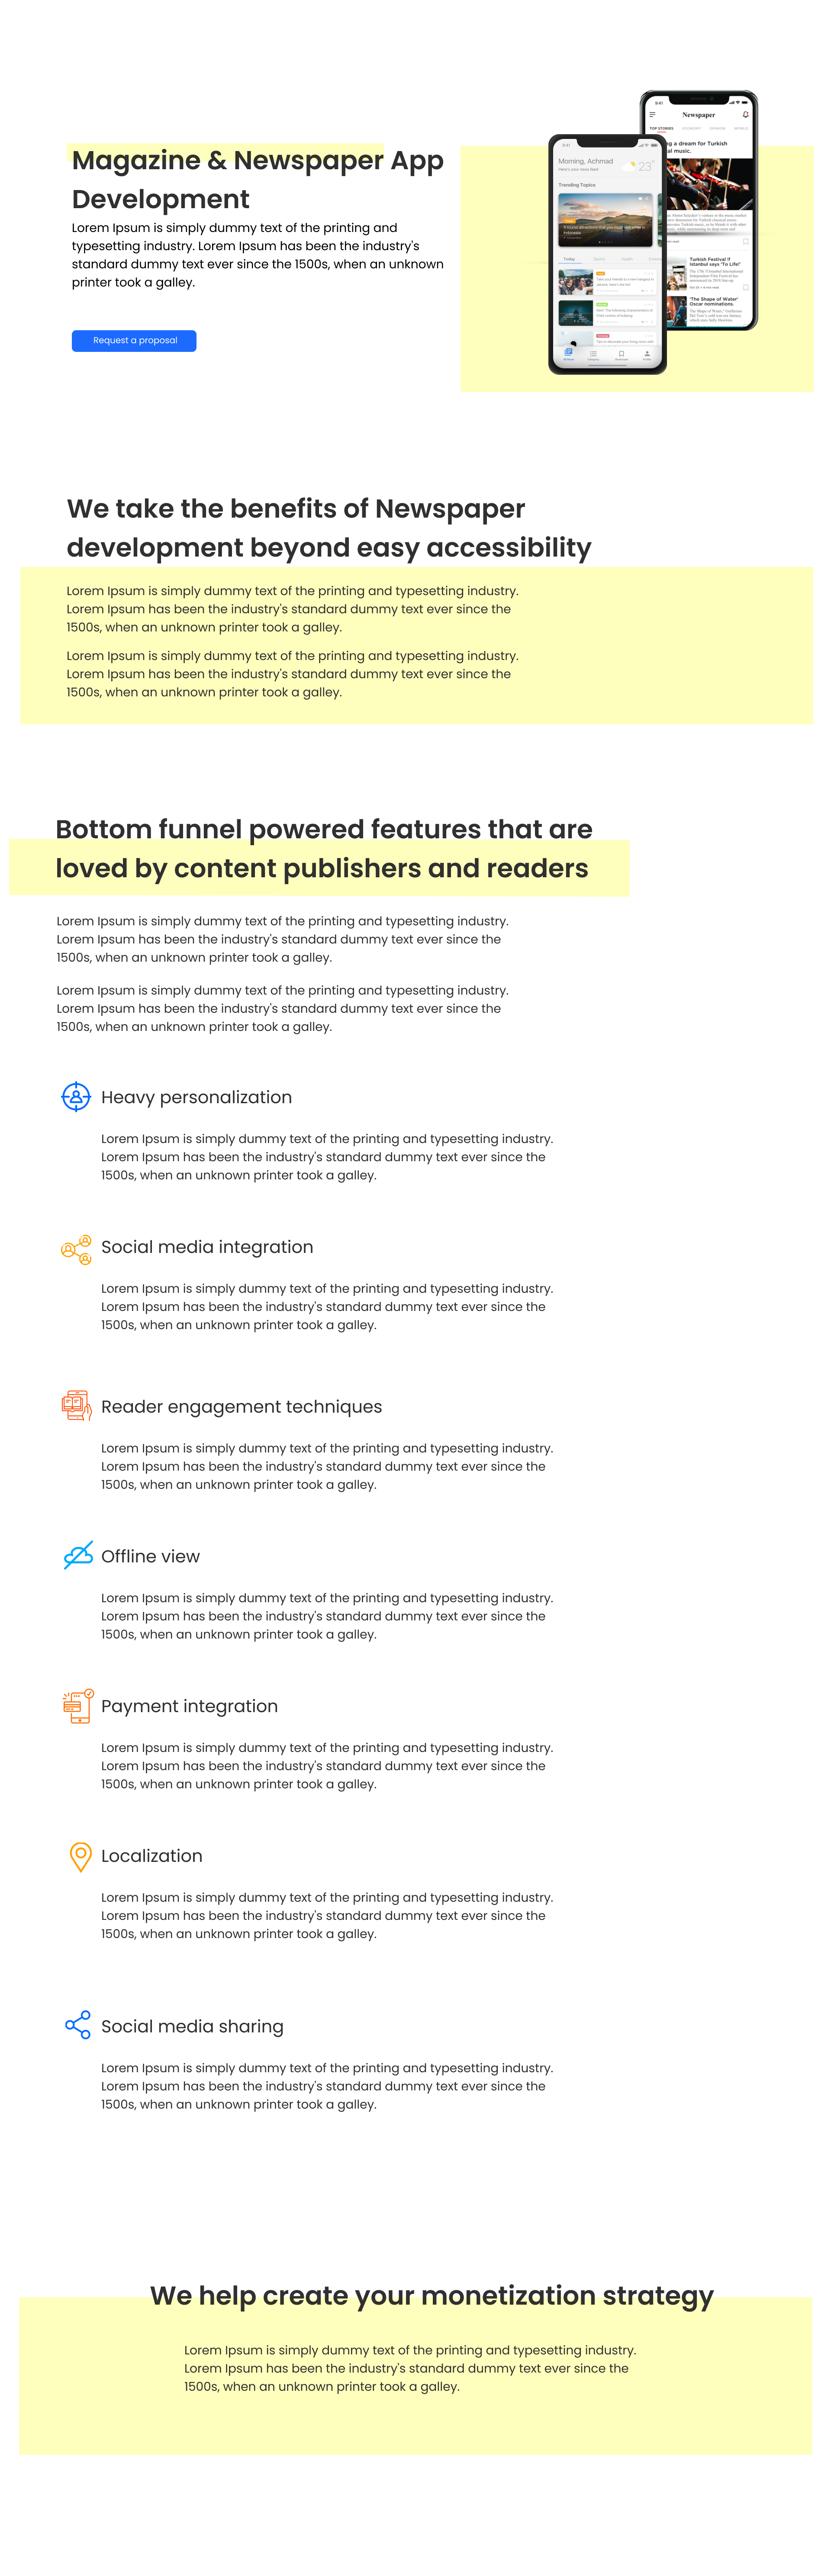 Magazine & Newspaper App
Development
Lorem Ipsum is simply dummy text of the printing and
typesetting industry. Lorem Ipsum has been the industry's
standard dummy text ever since the 1500s, when an unknown
printer took a galley.
Request a proposal
9:41
Newspaper
TOP STORIES ECONOMY OPINION WORLD
g a dream for Turkish
al music.
Turkish Festival if
Istanbul says "To Life!"
"The Shape of Water"
Oscar nominations.
9:41
Morning, Achmad
Here's your news feed
23°
Trending Topics
Today Sports Health
We take the benefits of Newspaper
development beyond easy accessibility
Lorem Ipsum is simply dummy text of the printing and typesetting industry.
Lorem Ipsum has been the industry's standard dummy text ever since the
1500s, when an unknown printer took a galley.
Lorem Ipsum is simply dummy text of the printing and typesetting industry.
Lorem Ipsum has been the industry's standard dummy text ever since the
1500s, when an unknown printer took a galley.
Bottom funnel powered features that are
loved by content publishers and readers
Lorem Ipsum is simply dummy text of the printing and typesetting industry.
Lorem Ipsum has been the industry's standard dummy text ever since the
1500s, when an unknown printer took a galley.
Lorem Ipsum is simply dummy text of the printing and typesetting industry.
Lorem Ipsum has been the industry's standard dummy text ever since the
1500s, when an unknown printer took a galley.
Heavy personalization
Lorem Ipsum is simply dummy text of the printing and typesetting industry.
Lorem Ipsum has been the industry's standard dummy text ever since the
1500s, when an unknown printer took a galley.
Social media integration
Lorem Ipsum is simply dummy text of the printing and typesetting industry.
Lorem Ipsum has been the industry's standard dummy text ever since the
1500s, when an unknown printer took a galley.
Reader engagement techniques
Lorem Ipsum is simply dummy text of the printing and typesetting industry.
Lorem Ipsum has been the industry's standard dummy text ever since the
1500s, when an unknown printer took a galley.
Offline view
Lorem Ipsum is simply dummy text of the printing and typesetting industry.
Lorem Ipsum has been the industry's standard dummy text ever since the
1500s, when an unknown printer took a galley.
Payment integration
Lorem Ipsum is simply dummy text of the printing and typesetting industry.
Lorem Ipsum has been the industry's standard dummy text ever since the
1500s, when an unknown printer took a galley.
Localization
Lorem Ipsum is simply dummy text of the printing and typesetting industry.
Lorem Ipsum has been the industry's standard dummy text ever since the
1500s, when an unknown printer took a galley.
Social media sharing
Lorem Ipsum is simply dummy text of the printing and typesetting industry.
Lorem Ipsum has been the industry's standard dummy text ever since the
1500s, when an unknown printer took a galley.
We help create your monetization strategy
Lorem Ipsum is simply dummy text of the printing and typesetting industry.
Lorem Ipsum has been the industry's standard dummy text ever since the
1500s, when an unknown printer took a galley.